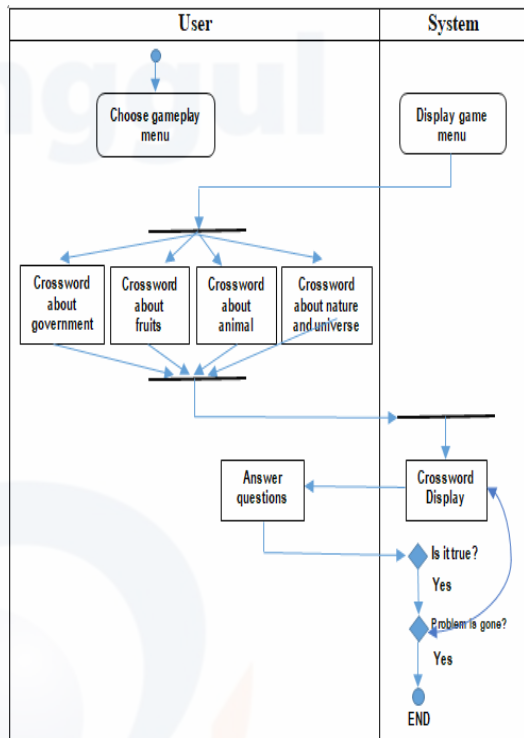 User
System
nggul
Choose gameplay
menu
Display game
menu
Crossword
about
government
Crossword
about
fruits
Crossword
about
animal
Crossword
about nature
and universe
Answer
questions
Crossword
Display
Is it true?
Yes
Problem is gone?
Yes
END